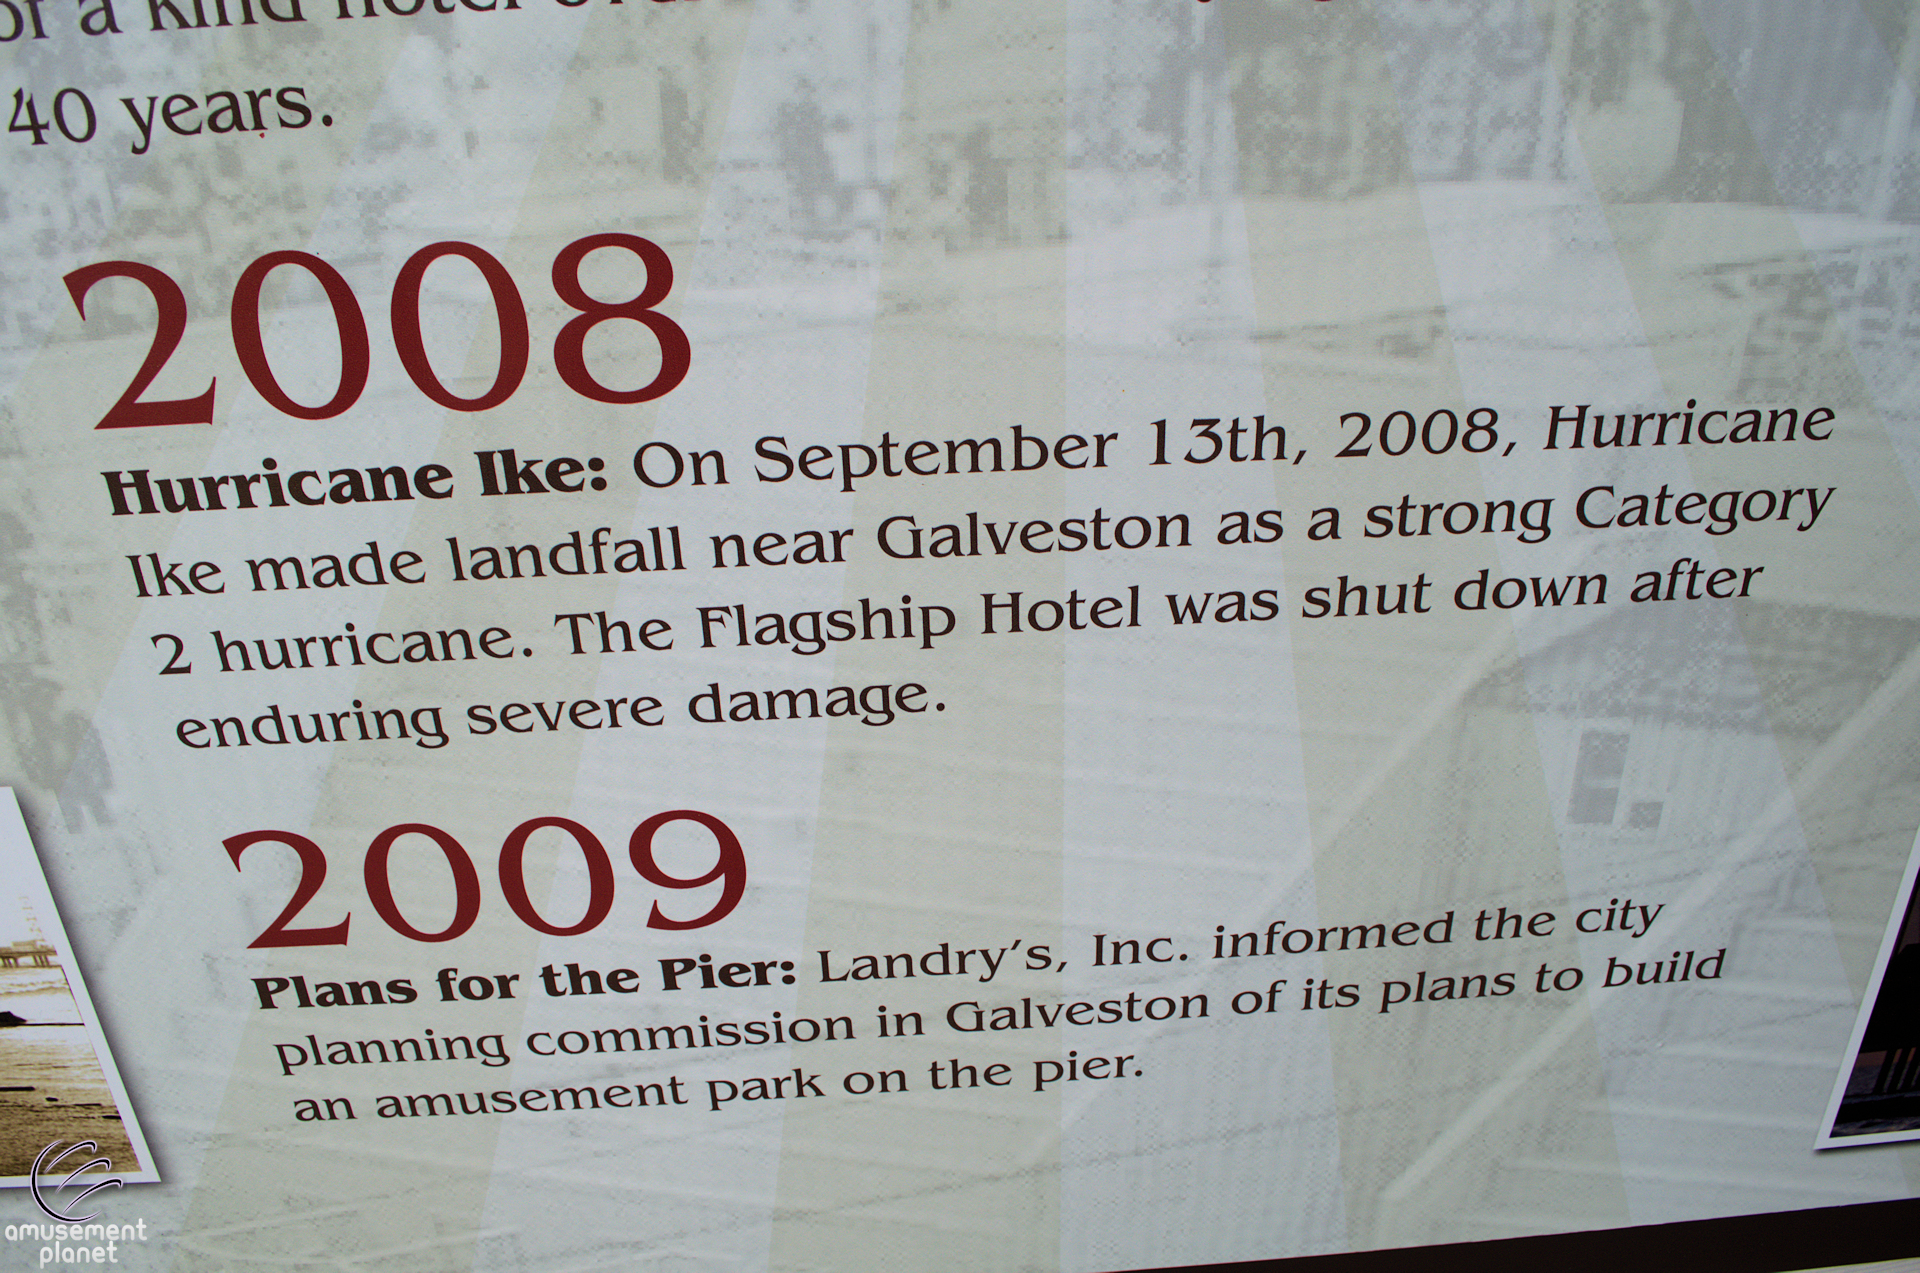 of a kind hotel
40 years.
2008
Hurricane Ike: On September 13th, 2008, Hurricane
Ike made landfall near Galveston as a strong Category
2 hurricane. The Flagship Hotel was shut down after
enduring severe damage.
2009
Plans for the Pier: Landry's, Inc. informed the city
planning commission in Galveston of its plans to build
an amusement park on the pier.
amusement
planet